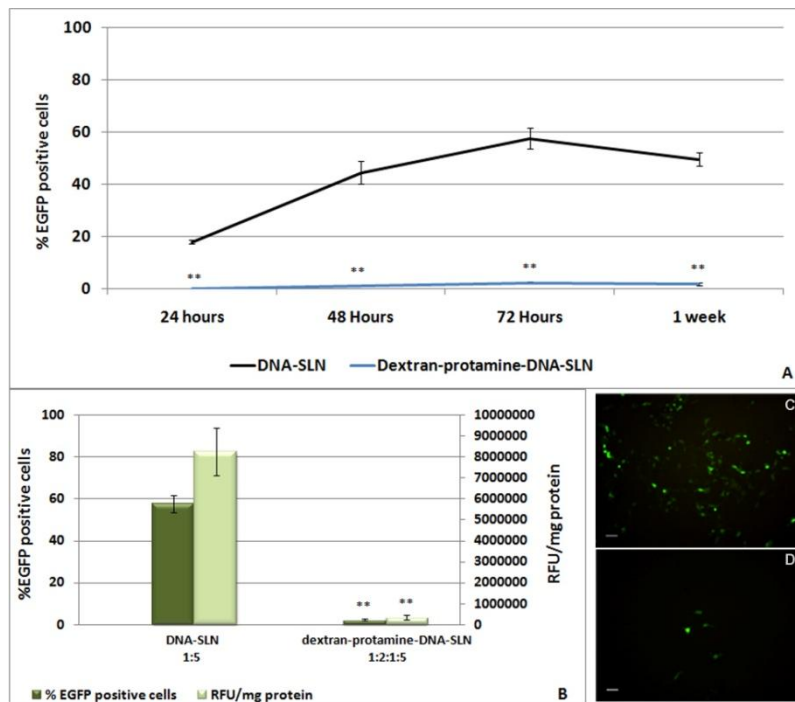 100
80
60
40
20
0
%EGFP positive cells
** ** ** **
24 hours 48 Hours 72 Hours 1 week
DNA-SLN Dextran-protamine-DNA-SLN
A
100
80
60
40
20
0
%EGFP positive cells
10000000
9000000
8000000
7000000
6000000
5000000
4000000
3000000
2000000
1000000
0
RFU/mg protein
** **
DNA-SLN
1:5
dextran-protamine-DNA-SLN
1:2:1:5
% EGFP positive cells RFU/mg protein
B
C
D